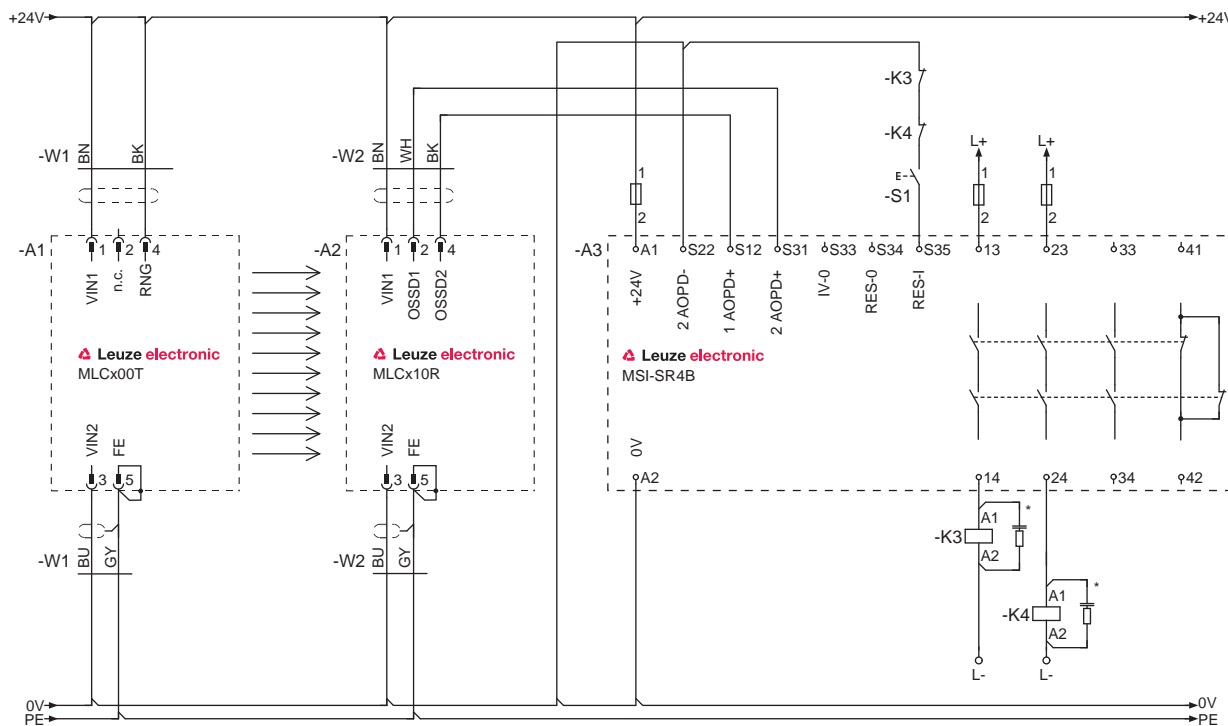 +24V +24V
-K3
-K4
L+ L+
-W1 BN BK -W2 BN WH BK
E -S1
1 1 1
2 2 2
-A1 1 2 4 -A2 1 2 4 -A3 A1 S22 S12 S31 S33 S34 S35 13 23 33 41
VIN1 n.c. RNG VIN1 OSSD1 OSSD2 +24V 2 AOPD- 1 AOPD+ 2 AOPD+ IV-0 RES-0 RES-I
Leuze electronic Leuze electronic Leuze electronic
MLCx00T MLCx10R MSI-SR4B
VIN2 FE VIN2 FE 0V
3 5 3 5 A2 14 24 34 42
-K3 A1 *
A2
-W1 BU GY -W2 BU GY
-K4 A1 *
A2
L- L-
0V 0V
PE PE